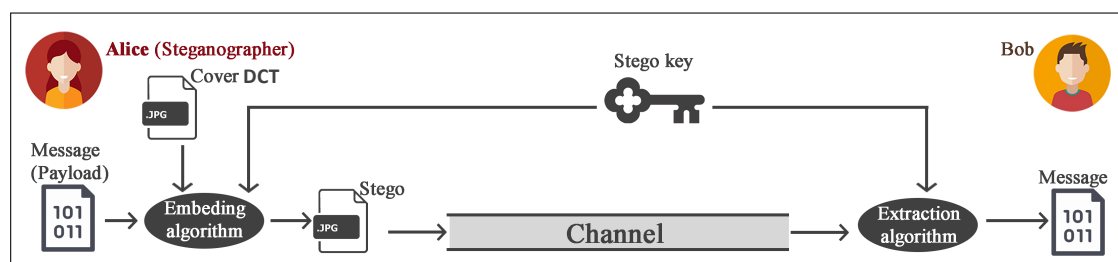 Alice (Steganographer)
Cover DCT
.JPG
Stego key
Bob
Message
(Payload)
101
011
Embeding
algorithm
Stego
.JPG
Channel
Extraction
algorithm
Message
101
011